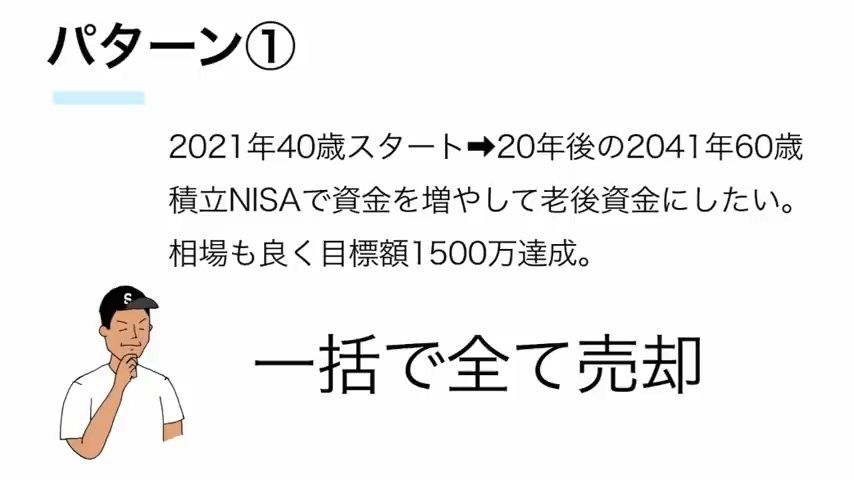 パターン①
2021年40歳スタート➡20年後の2041年60歳
積立NISAで資金を増やして老後資金にしたい。
相場も良く目標額1500万達成。
S
一括で全て売却